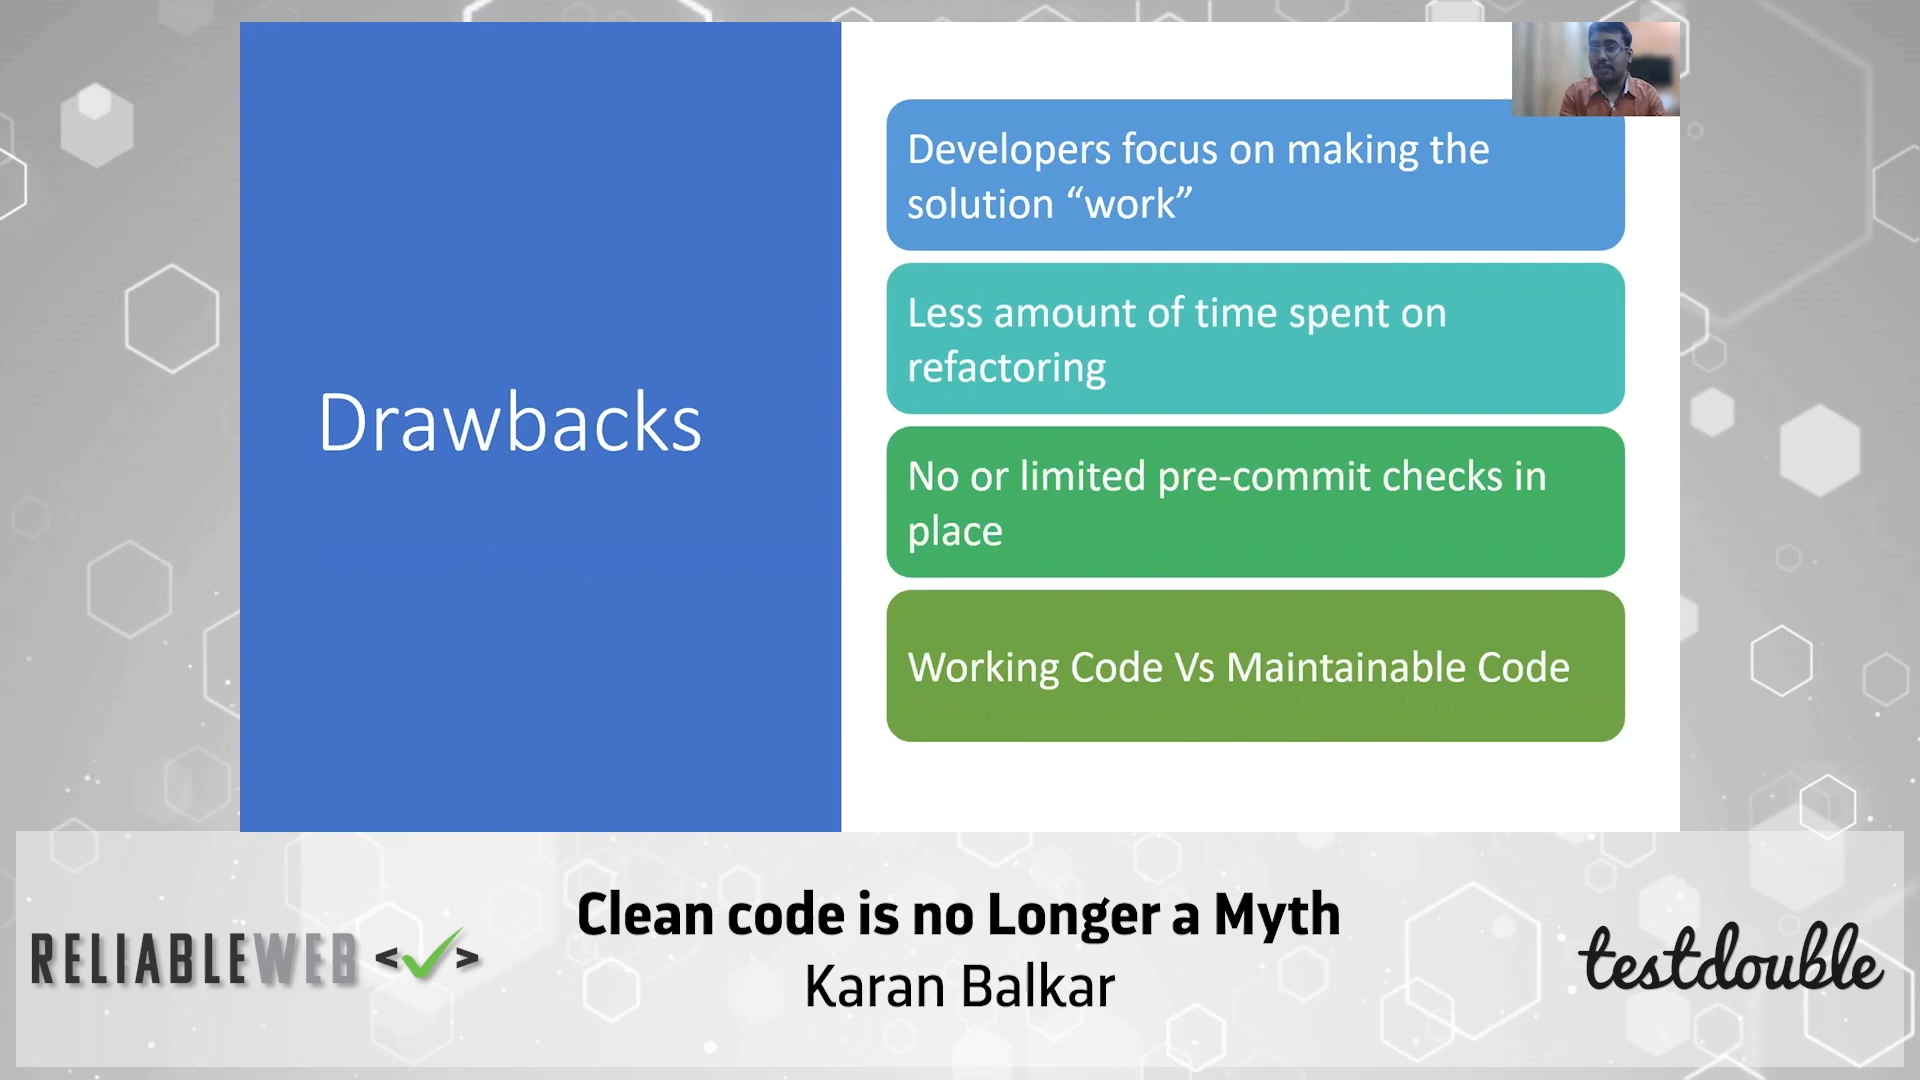 Drawbacks
Developers focus on making the
solution “work”
Less amount of time spent on
refactoring
No or limited pre-commit checks in
place
Working Code Vs Maintainable Code
Clean code is no Longer a Myth
Karan Balkar
RELIABLEWEB < >
testdouble